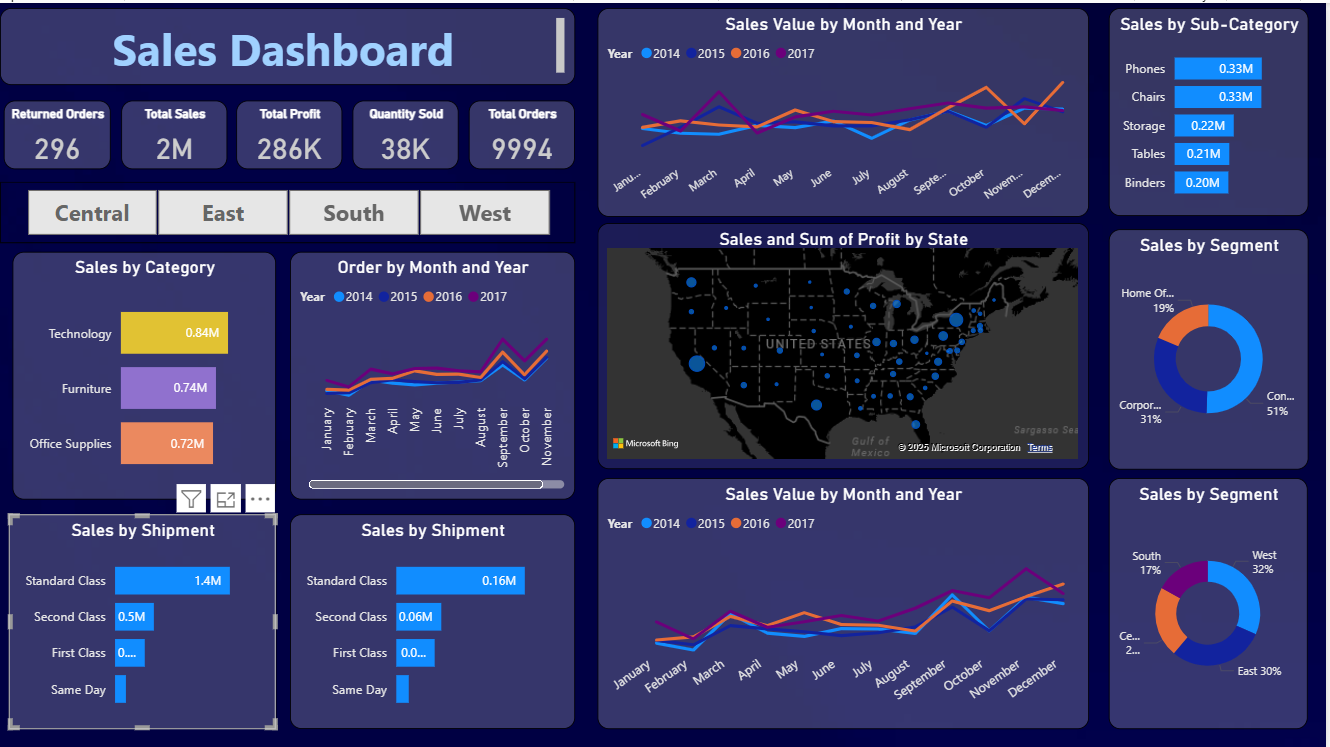 Sales Dashboard
Returned Orders
296
Total Sales
2M
Total Profit
286K
Quantity Sold
38K
Total Orders
9994
Central
East
South
West
Sales by Category
Technology 0.84M
Furniture 0.74M
Office Supplies 0.72M
Order by Month and Year
Year 2014 2015 2016 2017
January
February
March
April
May
June
July
August
September
October
November
Sales by Shipment
Standard Class 1.4M
Second Class 0.5M
First Class 0....
Same Day
Sales by Shipment
Standard Class 0.16M
Second Class 0.06M
First Class 0.0...
Same Day
Sales Value by Month and Year
Year 2014 2015 2016 2017
Janu...
February
March
April
May
June
July
August
Septe...
October
Novem...
Decem...
Sales and Sum of Profit by State
UNITED STATES
Gulf of
Mexico
Sargasso Sea
Microsoft Bing
© 2025 Microsoft Corporation Terms
Sales Value by Month and Year
Year 2014 2015 2016 2017
January
February
March
April
May
June
July
August
September
October
November
December
Sales by Sub-Category
Phones 0.33M
Chairs 0.33M
Storage 0.22M
Tables 0.21M
Binders 0.20M
Sales by Segment
Home Of...
19%
Corpor...
31%
Con...
51%
Sales by Segment
South
17%
West
32%
Ce...
2...
East 30%